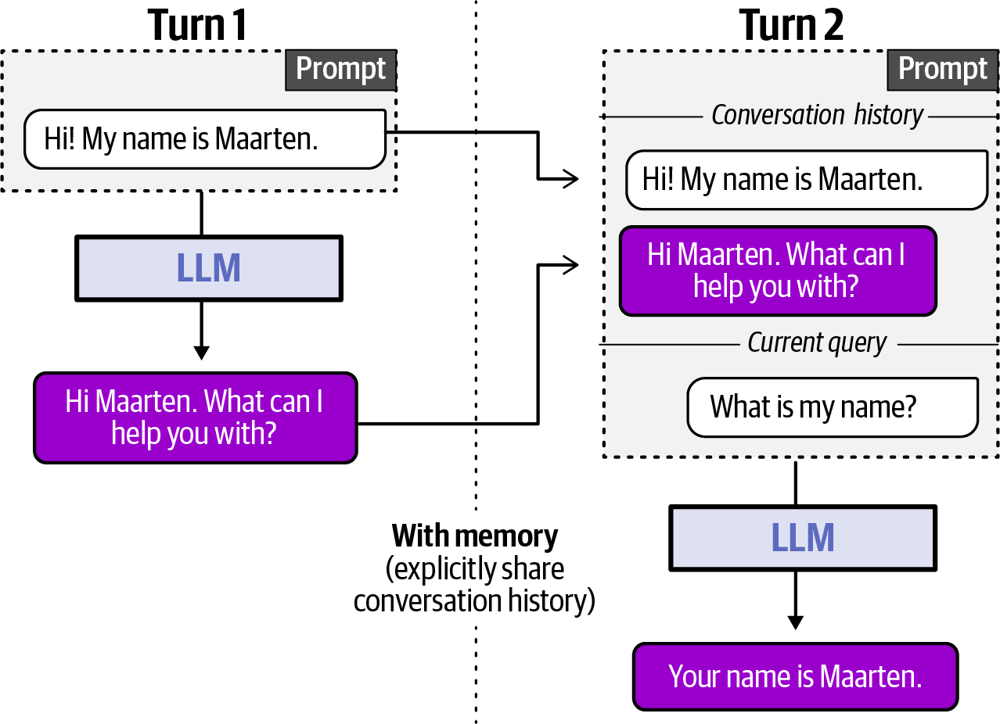 Turn 1
Prompt
Hi! My name is Maarten.
LLM
Hi Maarten. What can I
help you with?
With memory
(explicitly share
conversation history)
Turn 2
Prompt
Conversation history
Hi! My name is Maarten.
Hi Maarten. What can I
help you with?
Current query
What is my name?
LLM
Your name is Maarten.